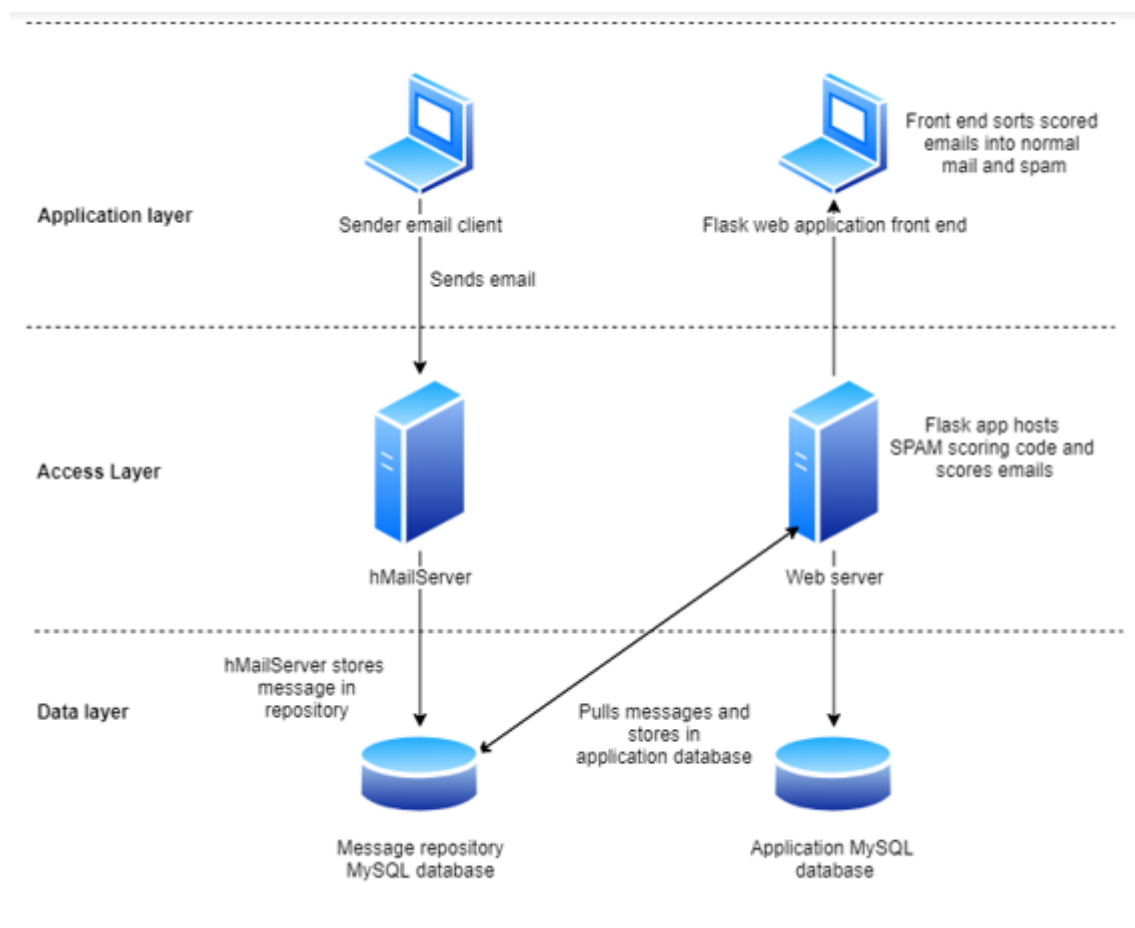 Front end sorts scored
emails into normal
mail and spam
Application layer
Sender email client
Flask web application front end
Sends email
Flask app hosts
SPAM scoring code and
scores emails
Access Layer
hMailServer
Web server
hMailServer stores
message in
repository
Data layer
Pulls messages and
stores in
application database
Message repository
MySQL database
Application MySQL
database